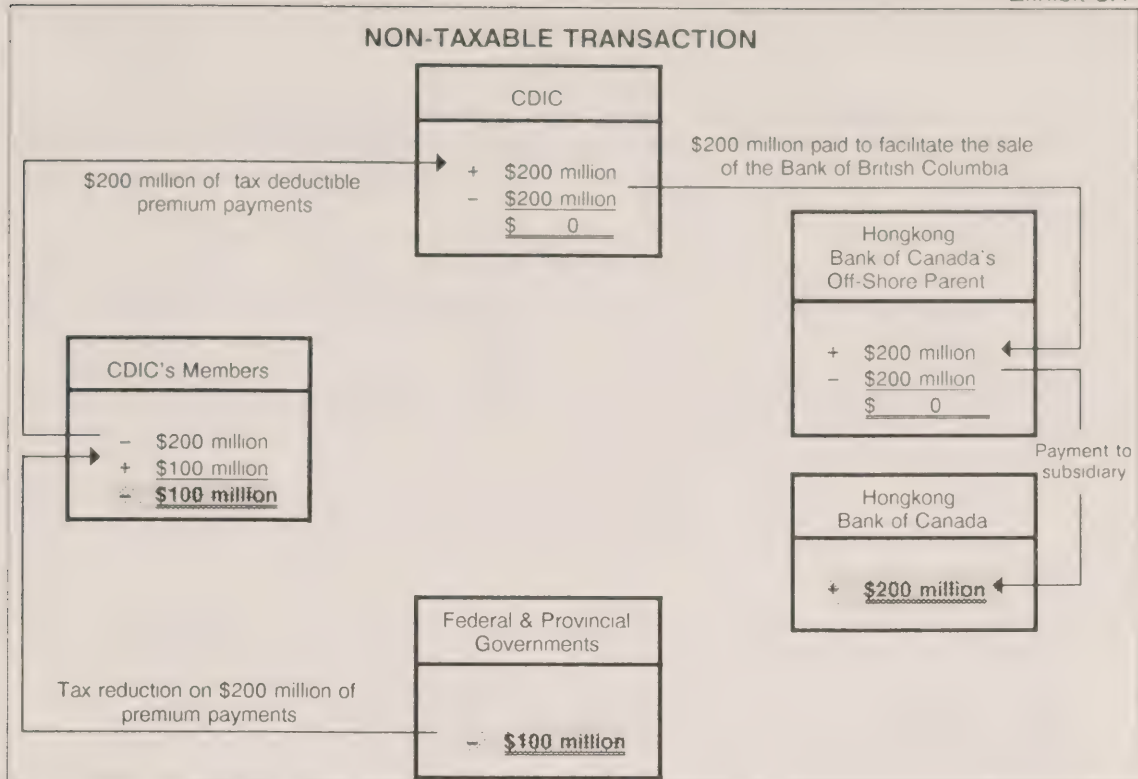 NON-TAXABLE TRANSACTION
CDIC
+ $200 million
- $200 million
$ 0
$200 million of tax deductible
premium payments
$200 million paid to facilitate the sale
of the Bank of British Columbia
Hongkong
Bank of Canada's
Off-Shore Parent
+ $200 million
- $200 million
$ 0
CDIC's Members
- $200 million
+ $100 million
- $100 million
Payment to
subsidiary
Hongkong
Bank of Canada
+ $200 million
Federal & Provincial
Governments
- $100 million
Tax reduction on $200 million of
premium payments